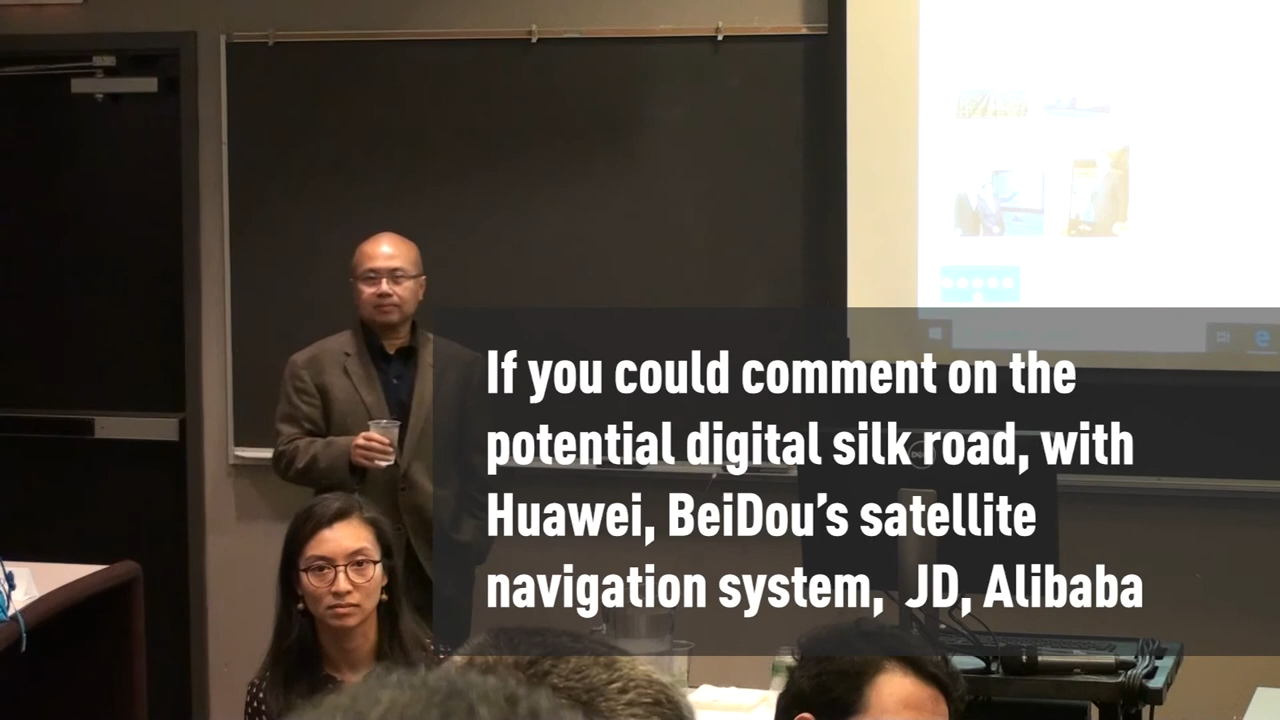 If you could comment on the
potential digital silk road, with
Huawei, BeiDou’s satellite
navigation system, JD, Alibaba